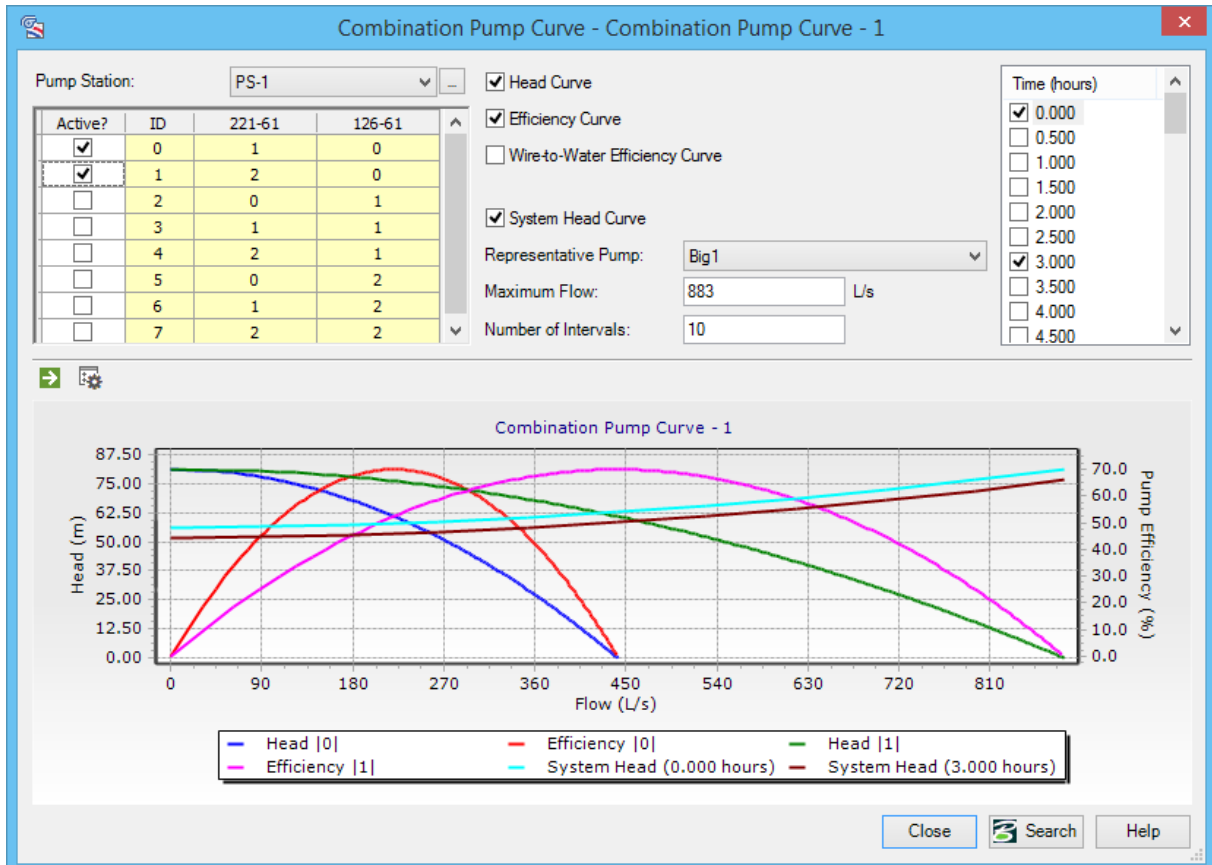 Combination Pump Curve - Combination Pump Curve - 1
Pump Station: PS-1 ...
Active? ID 221-61 126-61
0 1 0
1 2 0
2 0 1
3 1 1
4 2 1
5 0 2
6 1 2
7 2 2
Head Curve
Efficiency Curve
Wire-to-Water Efficiency Curve
System Head Curve
Representative Pump: Big1
Maximum Flow: 883 L/s
Number of Intervals: 10
Time (hours)
0.000
0.500
1.000
1.500
2.000
2.500
3.000
3.500
4.000
4.500
Combination Pump Curve - 1
Head (m)
87.50
75.00
62.50
50.00
37.50
25.00
12.50
0.00
Pump Efficiency (%)
70.0
60.0
50.0
40.0
30.0
20.0
10.0
0.0
0 90 180 270 360 450 540 630 720 810
Flow (L/s)
Head |0| Efficiency |0| Head |1|
Efficiency |1| System Head (0.000 hours) System Head (3.000 hours)
Close Search Help